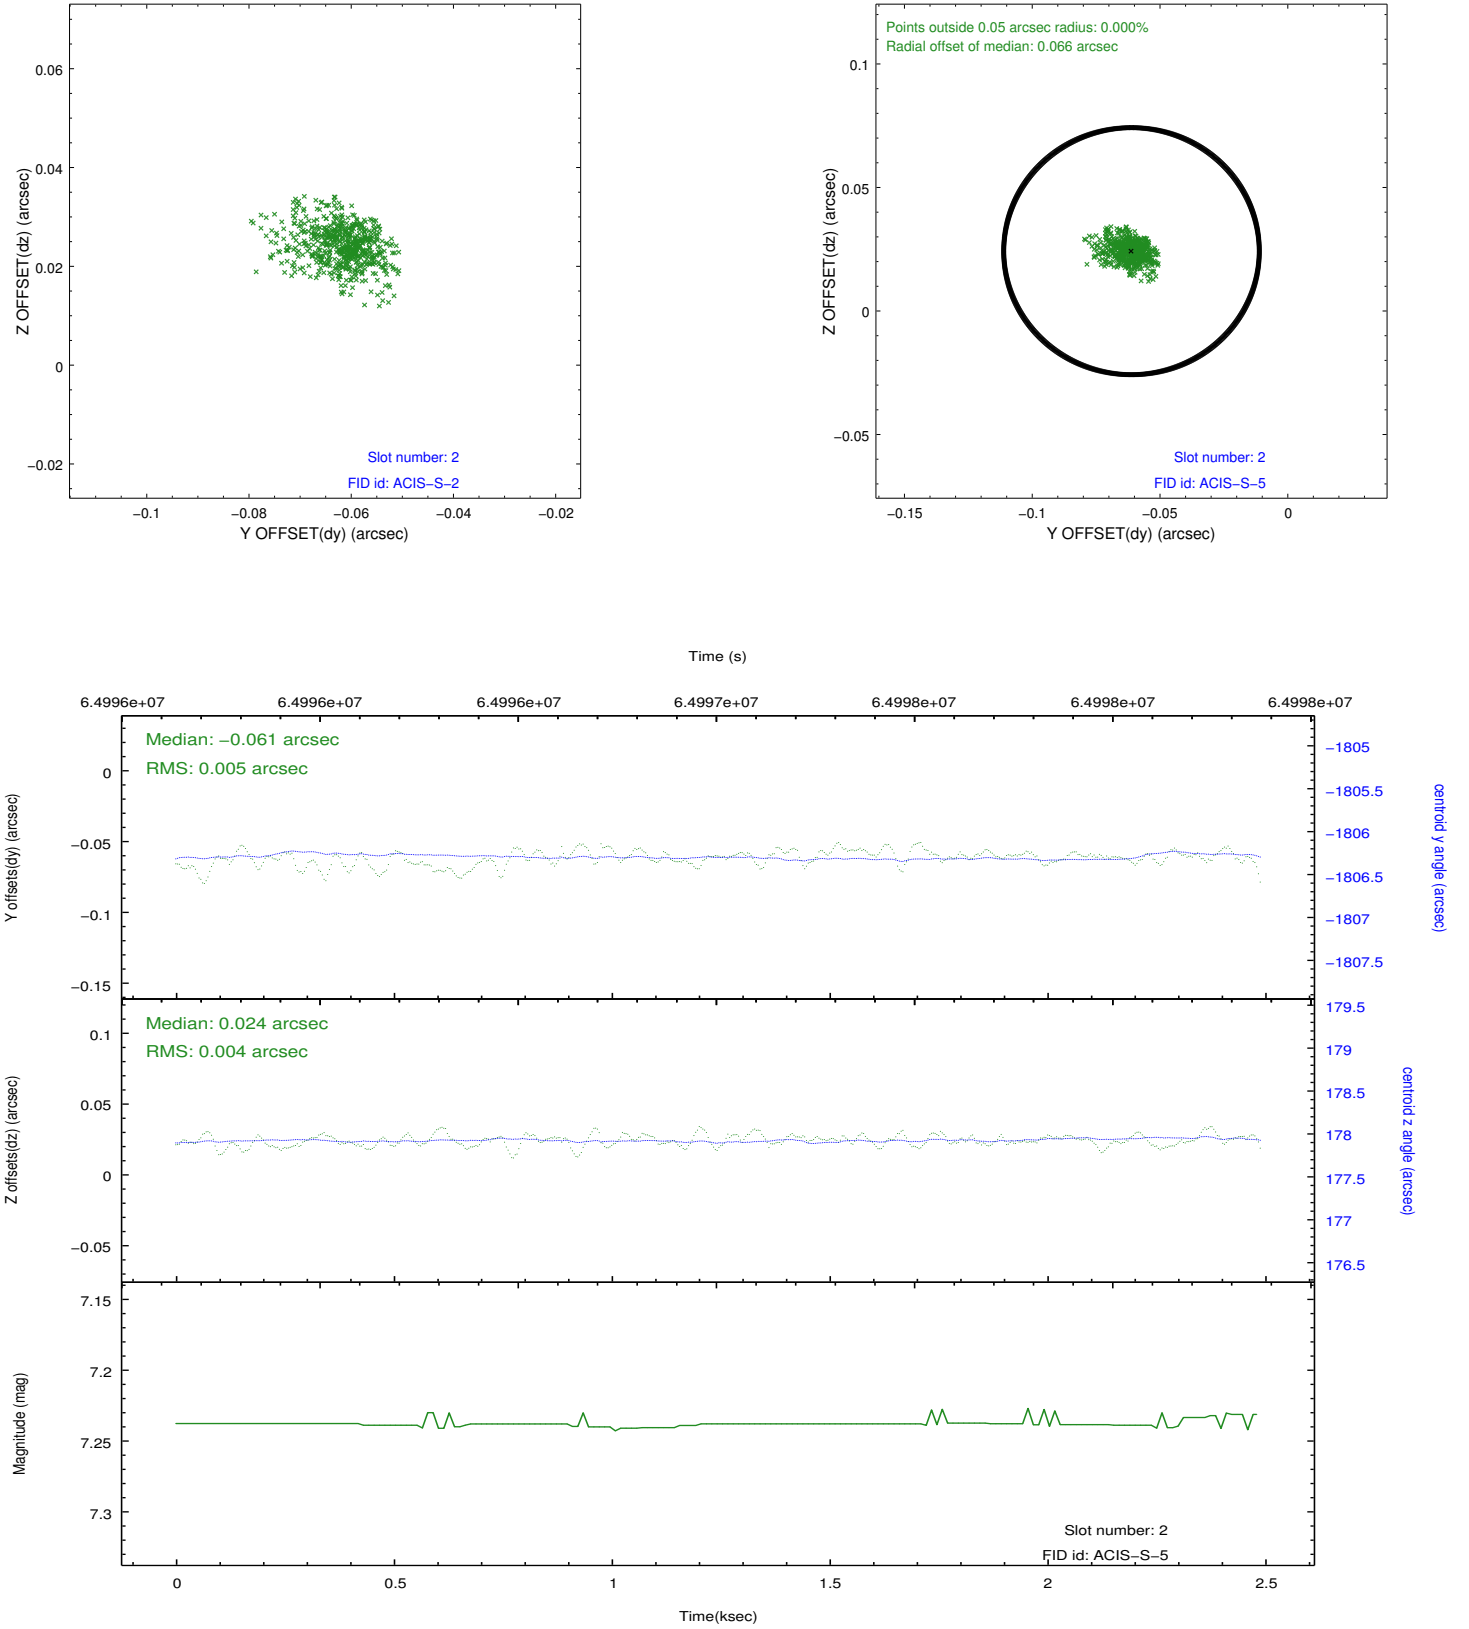 0.06
0.04
0.02
0
−0.02
Z OFFSET(dz) (arcsec)
Slot number: 2
FID id: ACIS−S−2
−0.1
−0.08
−0.06
−0.04
−0.02
Y OFFSET(dy) (arcsec)
Points outside 0.05 arcsec radius: 0.000%
Radial offset of median: 0.066 arcsec
0.1
0.05
0
−0.05
Z OFFSET(dz) (arcsec)
Slot number: 2
FID id: ACIS−S−5
−0.15
−0.1
−0.05
0
Y OFFSET(dy) (arcsec)
Time (s)
6.4996e+07
6.4996e+07
6.4996e+07
6.4997e+07
6.4998e+07
6.4998e+07
6.4998e+07
Median: −0.061 arcsec
RMS: 0.005 arcsec
0
−0.05
−0.1
−0.15
Y offsets(dy) (arcsec)
−1805
−1805.5
−1806
−1806.5
−1807
−1807.5
centroid y angle (arcsec)
Median: 0.024 arcsec
RMS: 0.004 arcsec
0.1
0.05
0
−0.05
Z offsets(dz) (arcsec)
179.5
179
178.5
178
177.5
177
176.5
centroid z angle (arcsec)
7.15
7.2
7.25
7.3
Magnitude (mag)
Slot number: 2
FID id: ACIS−S−5
0
0.5
1
1.5
2
2.5
Time(ksec)